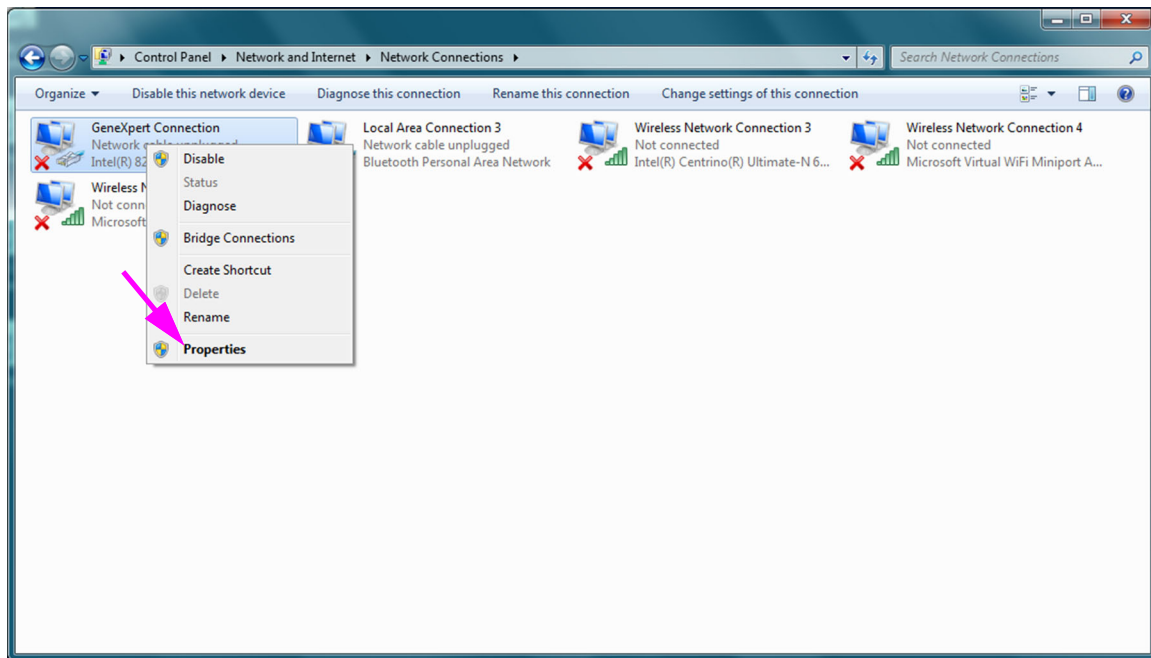 Control Panel Network and Internet Network Connections
Search Network Connections
Organize Disable this network device Diagnose this connection Rename this connection Change settings of this connection
GeneXpert Connection
Network cable unplugged
Intel(R) 82
Local Area Connection 3
Network cable unplugged
Bluetooth Personal Area Network
Wireless Network Connection 3
Not connected
Intel(R) Centrino(R) Ultimate-N 6...
Wireless Network Connection 4
Not connected
Microsoft Virtual WiFi Miniport A...
Wireless N
Not conn
Microsoft
Disable
Status
Diagnose
Bridge Connections
Create Shortcut
Delete
Rename
Properties